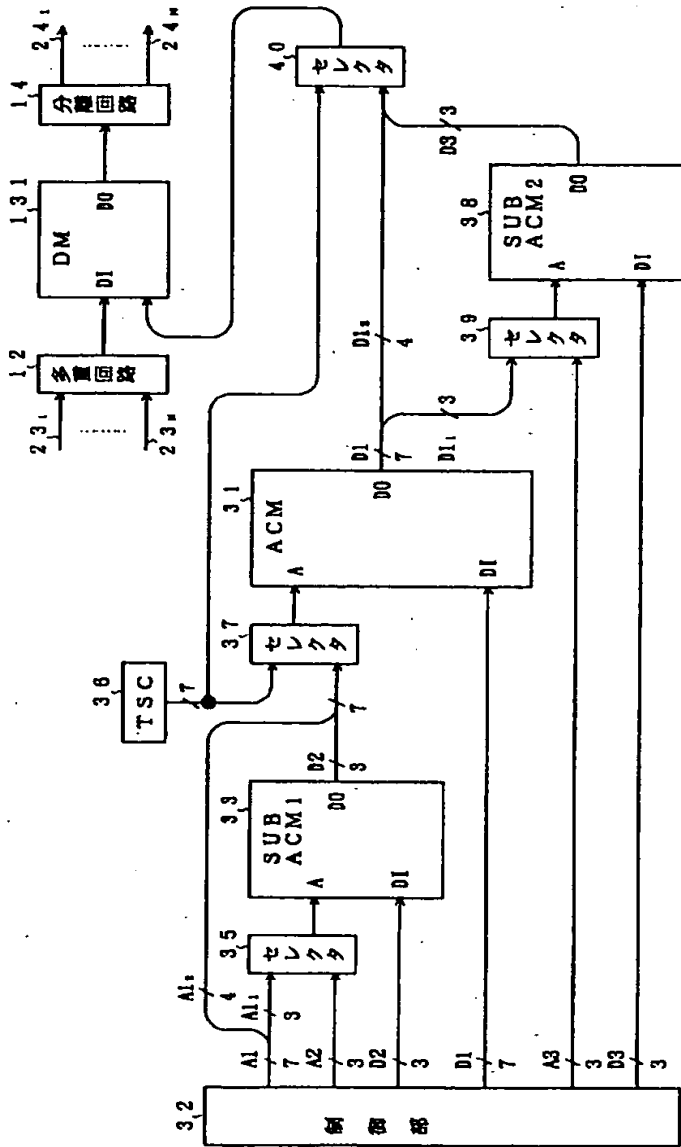 32
制御部
A1
7
A1₁
3
A1₂
4
A2
3
D2
3
D1
7
A3
3
D3
3
35
セレクタ
33
SUB
ACM1
A
DI
DO
D2
3
7
36
TSC
7
37
セレクタ
31
ACM
A
DI
DO
D1
7
D1₁
3
D1₂
4
39
セレクタ
38
SUB
ACM2
A
DI
DO
D3
3
40
セレクタ
23₁
........
23ₙ
12
多重回路
131
DM
DI
DO
14
分離回路
24₁
........
24ₙ